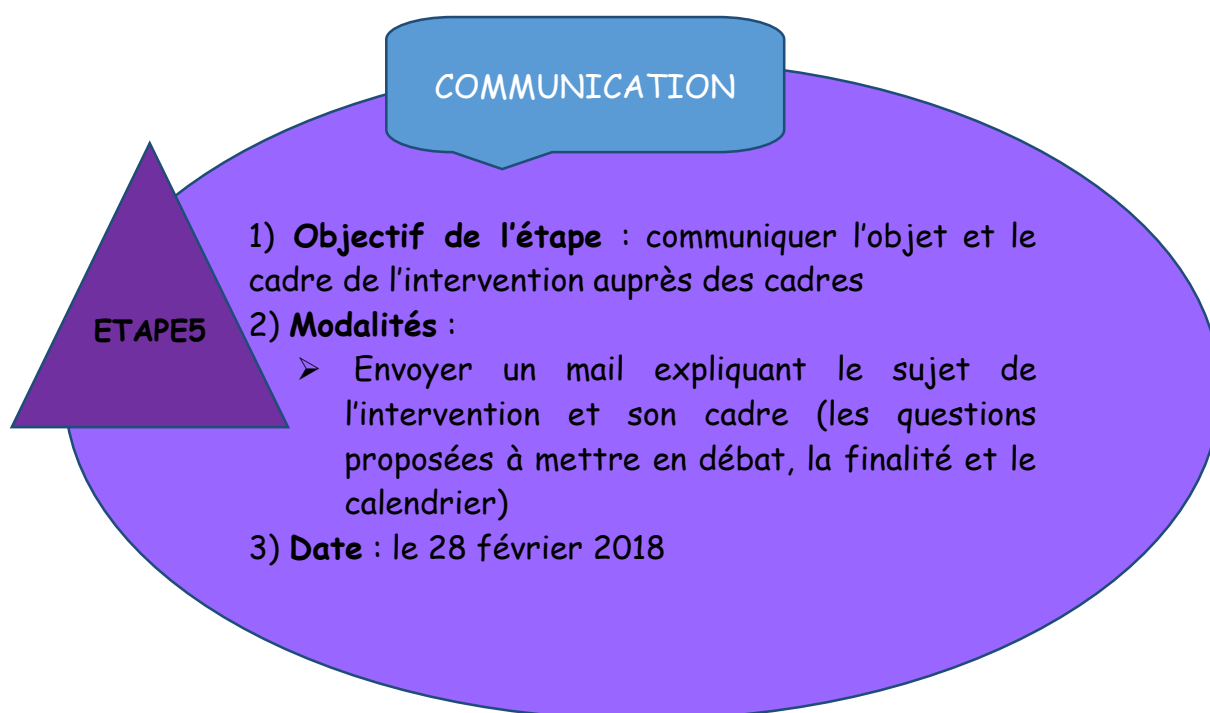 COMMUNICATION
1) Objectif de l'étape : communiquer l'objet et le
cadre de l'intervention auprès des cadres
ETAPE5
2) Modalités :
➢ Envoyer un mail expliquant le sujet de
l'intervention et son cadre (les questions
proposées à mettre en débat, la finalité et le
calendrier)
3) Date : le 28 février 2018